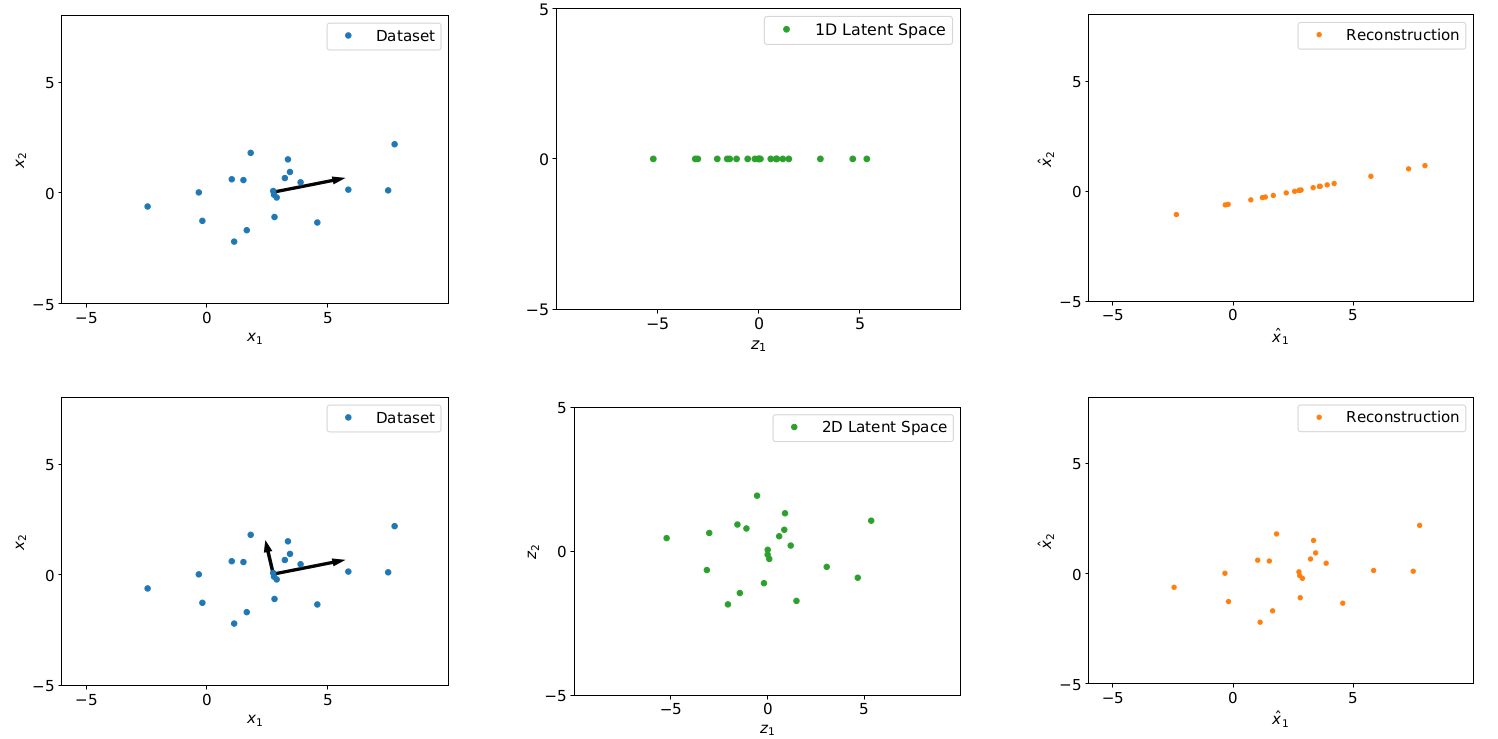 Dataset
5
0
−5
x₂
−5 0 5
x₁
1D Latent Space
5
0
−5
−5 0 5
z₁
Reconstruction
5
0
−5
x̂₂
−5 0 5
x̂₁
Dataset
5
0
−5
x₂
−5 0 5
x₁
2D Latent Space
5
0
−5
z₂
−5 0 5
z₁
Reconstruction
5
0
−5
x̂₂
−5 0 5
x̂₁